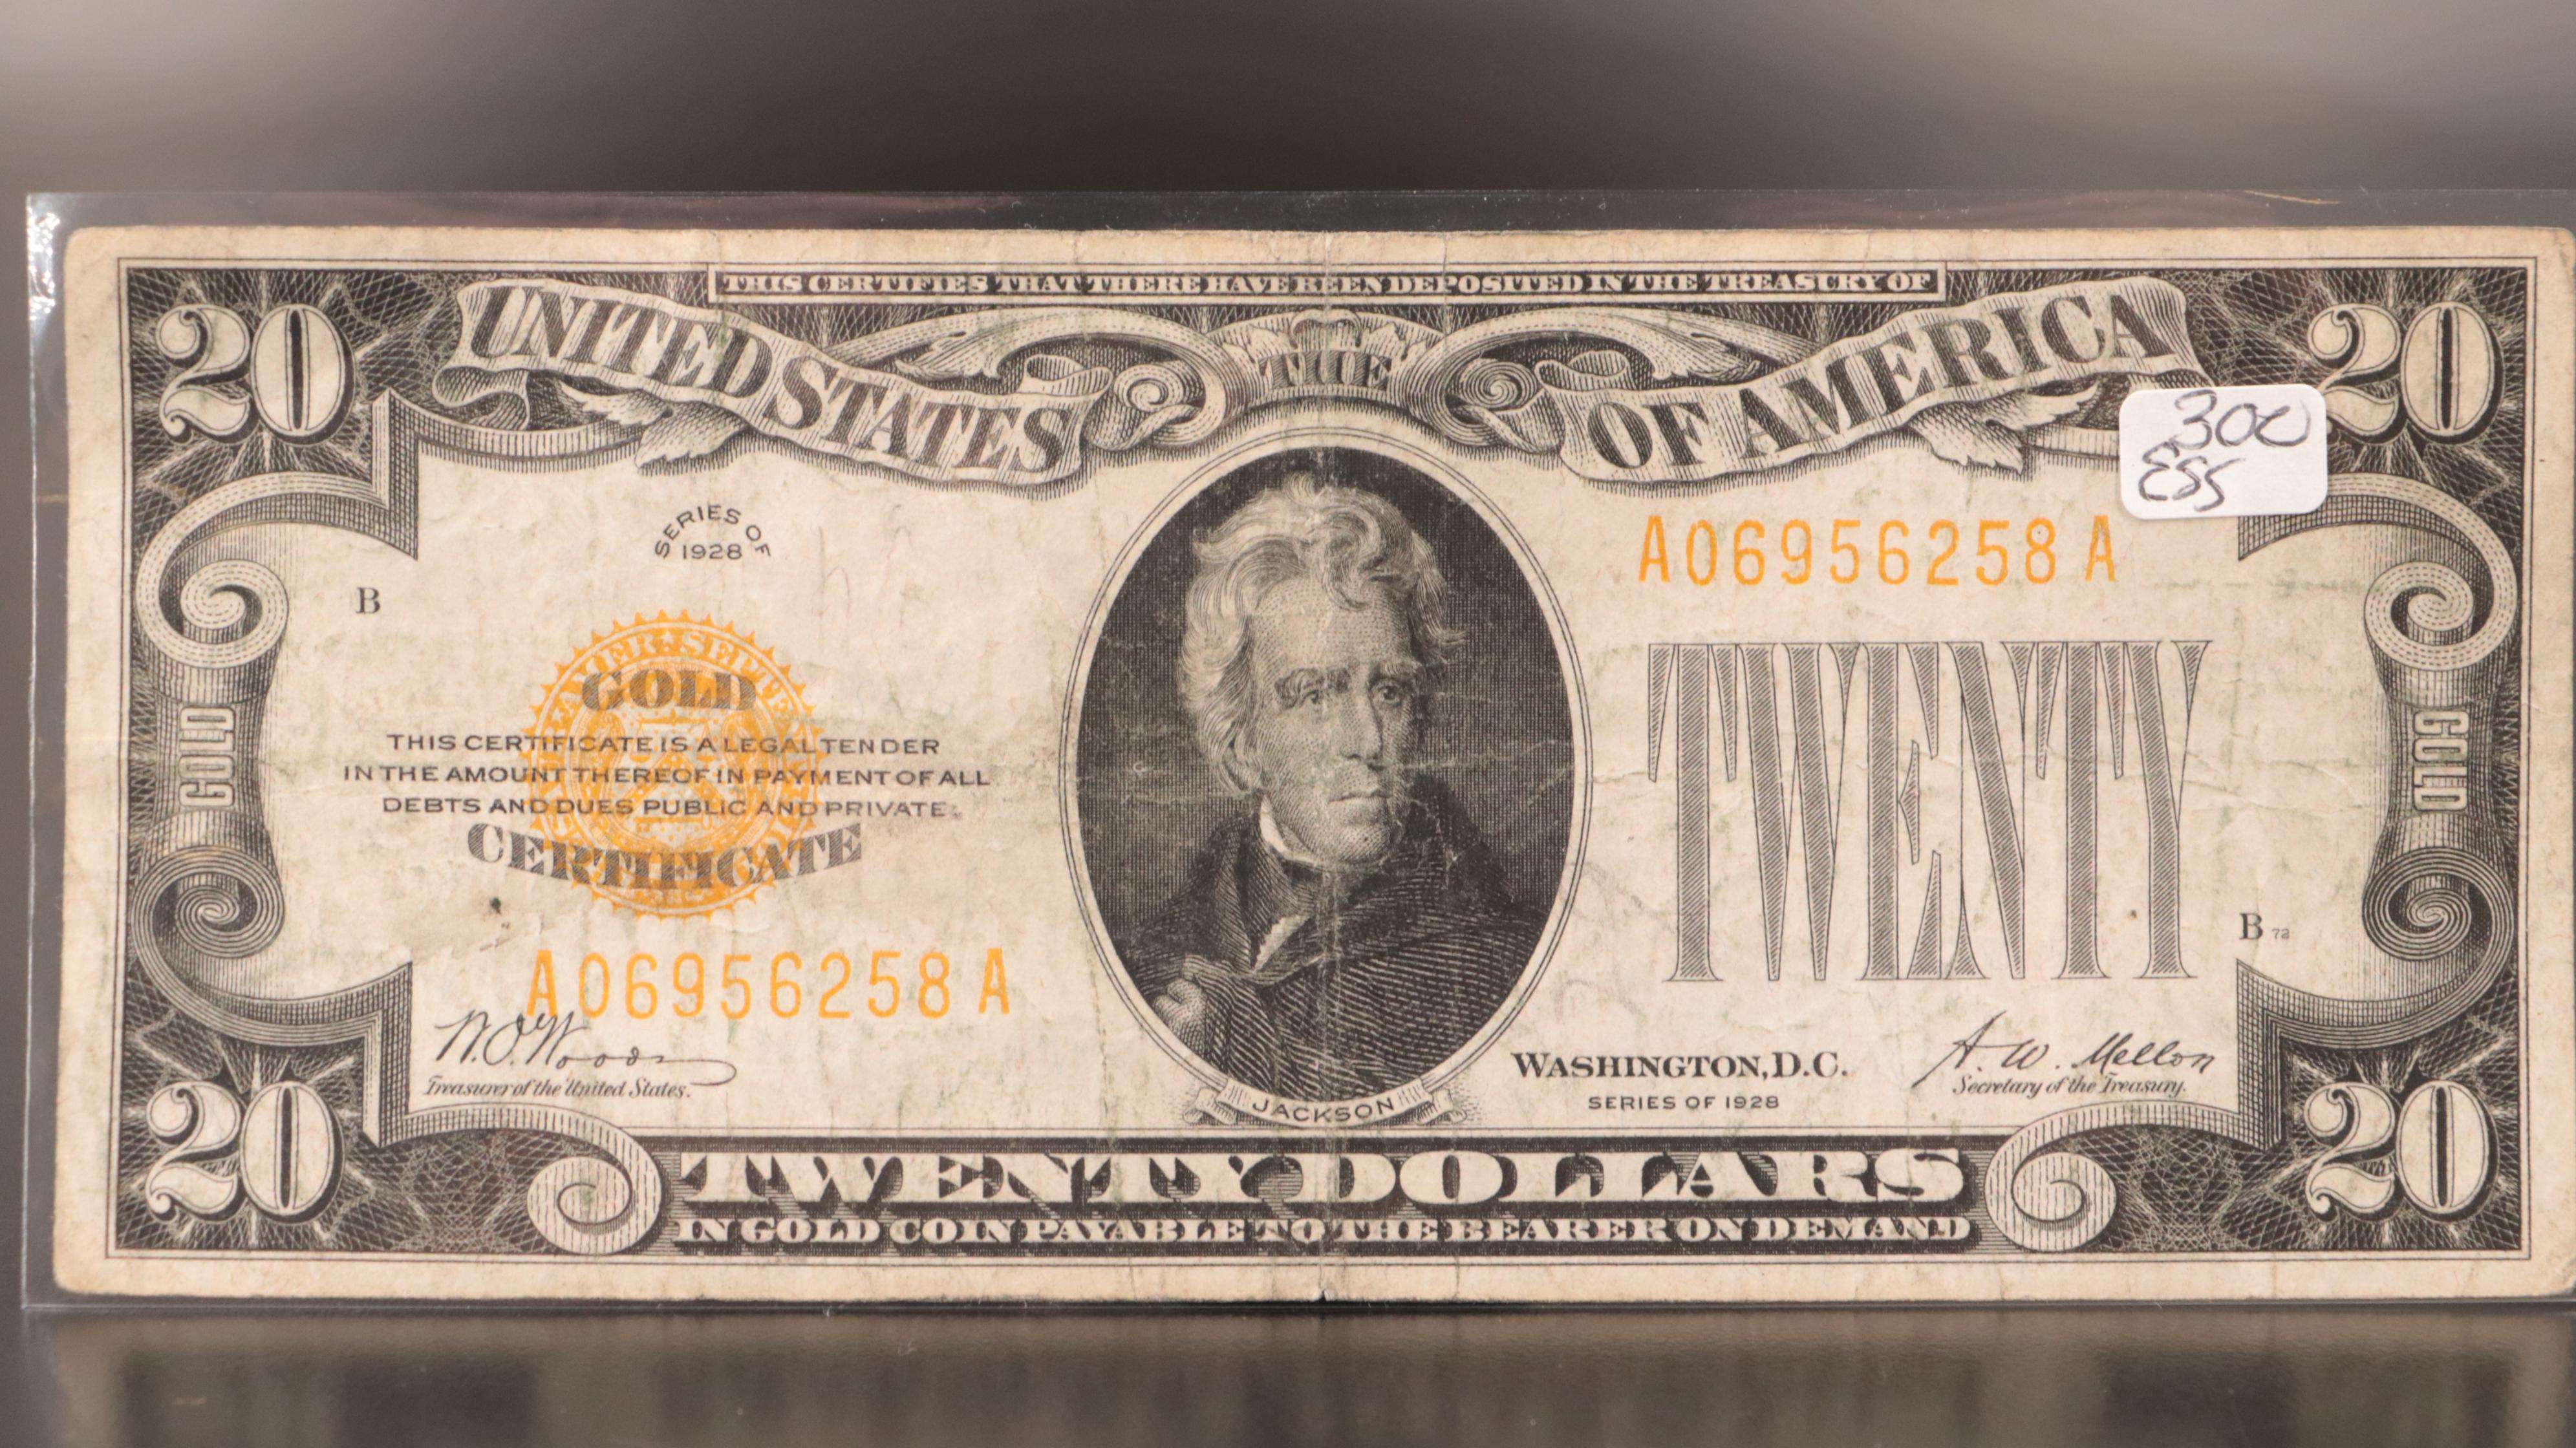 THIS CERTIFIES THAT THERE HAVE BEEN DEPOSITED IN THE TREASURY OF
20
20
THE
UNITED STATES
OF AMERICA
300
ESS
SERIES OF
1928
A06956258A
B
TWENTY
GOLD
GOLD
GOLD
THIS CERTIFICATE IS A LEGAL TENDER
IN THE AMOUNT THEREOF IN PAYMENT OF ALL
DEBTS AND DUES PUBLIC AND PRIVATE.
CERTIFICATE
B 72
A06956258A
W. O. Woods
Treasurer of the United States.
WASHINGTON, D.C.
SERIES OF 1928
A. W. Mellon
Secretary of the Treasury.
JACKSON
20
20
TWENTY DOLLARS
IN GOLD COIN PAYABLE TO THE BEARER ON DEMAND